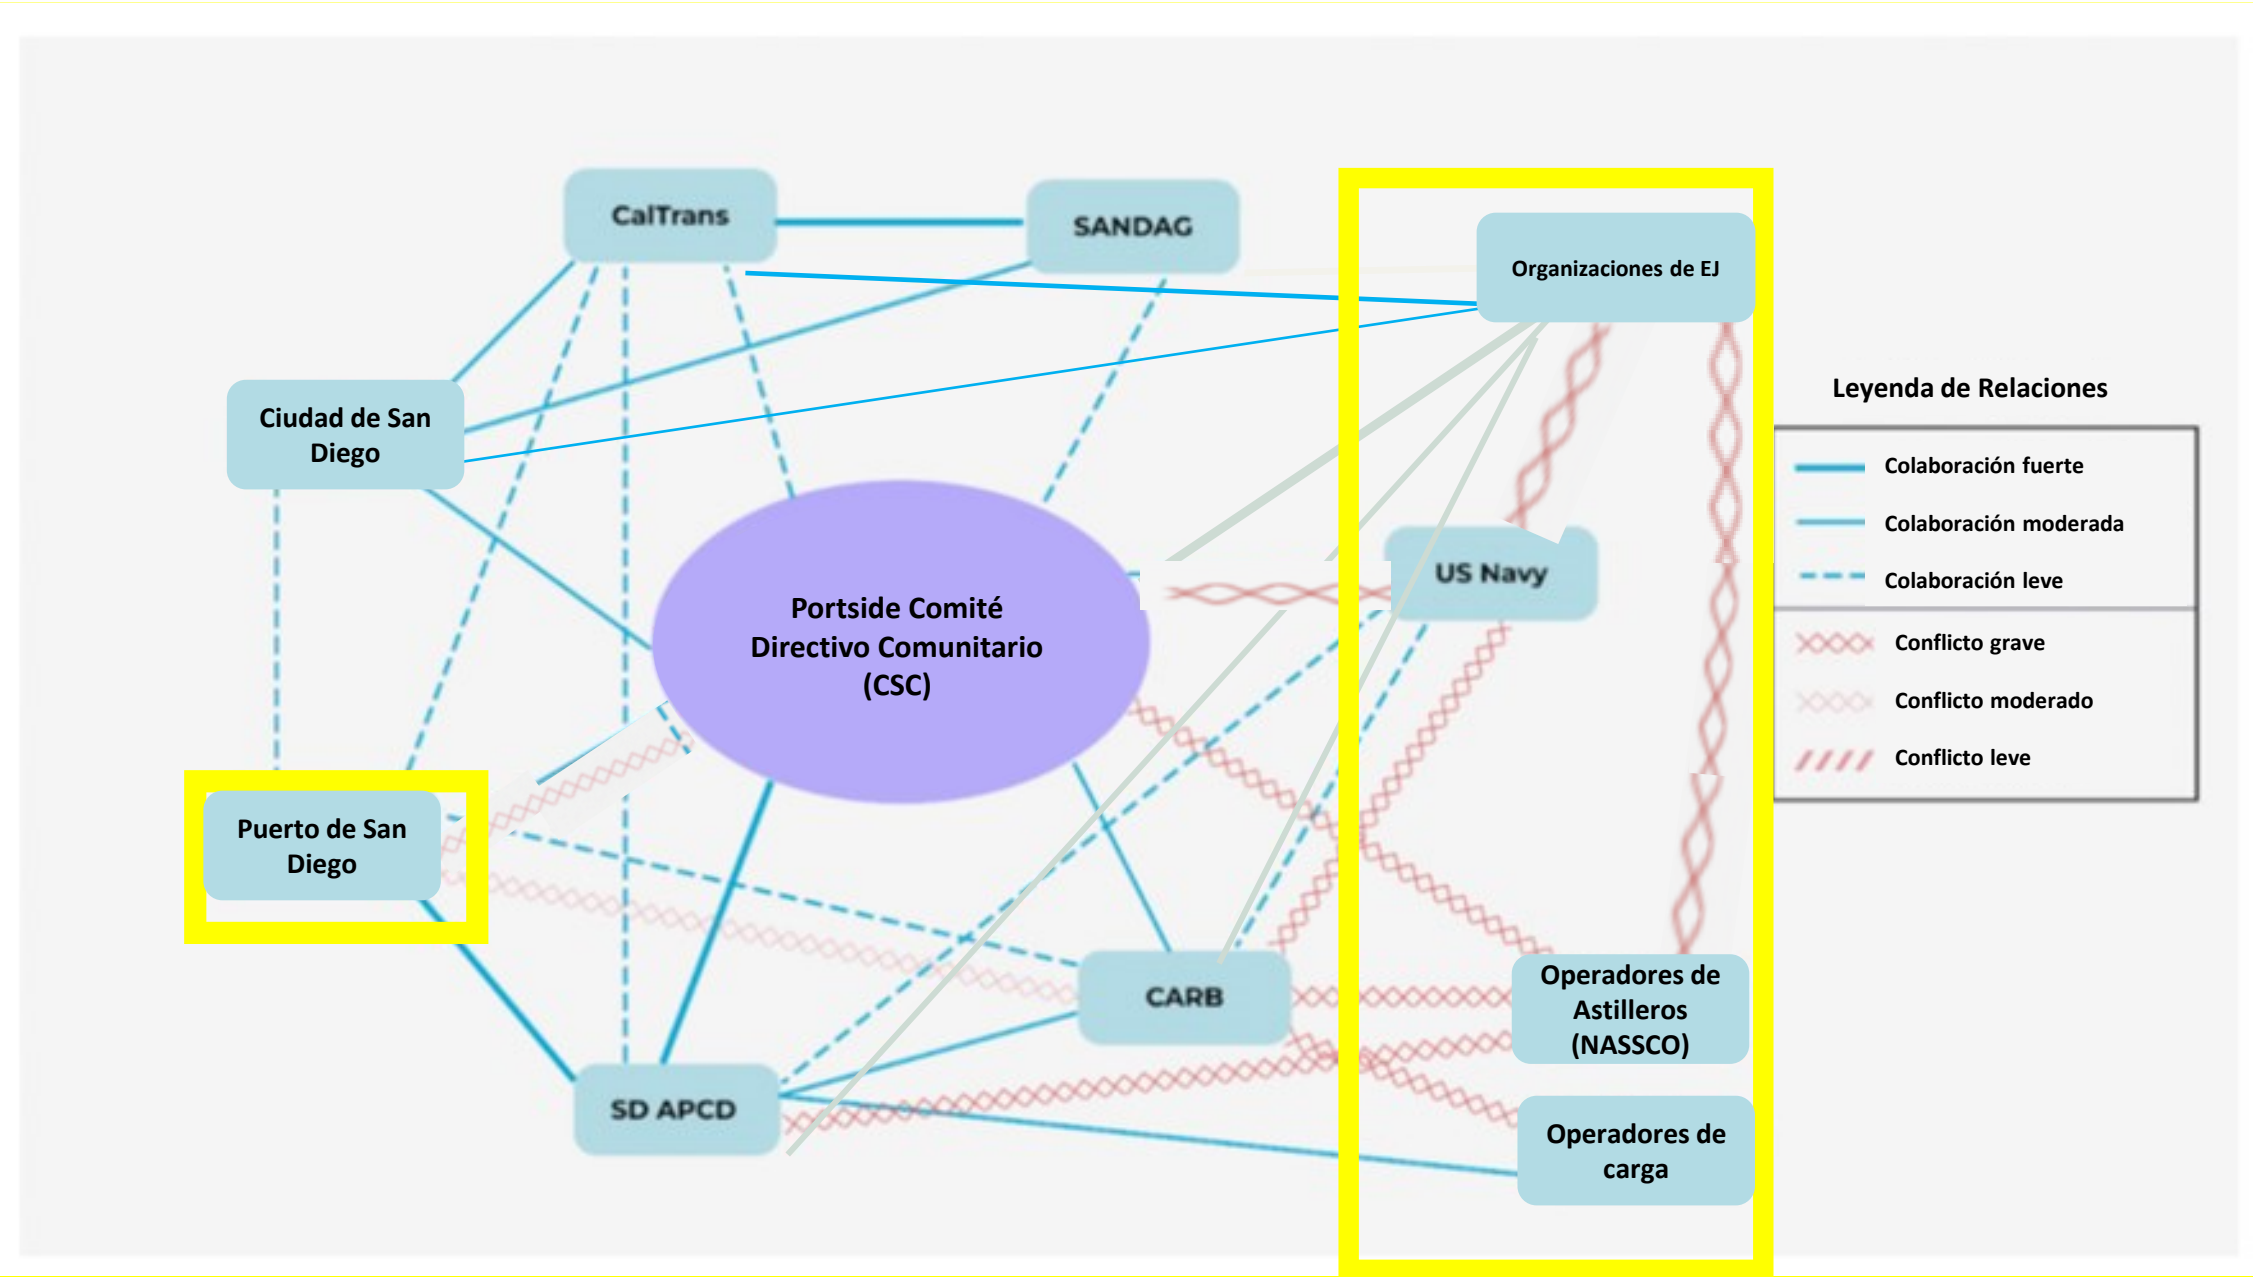 CalTrans
SANDAG
Organizaciones de EJ
Ciudad de San
Diego
Leyenda de Relaciones
Colaboración fuerte
Colaboración moderada
Colaboración leve
Conflicto grave
Conflicto moderado
Conflicto leve
US Navy
Portside Comité
Directivo Comunitario
(CSC)
Puerto de San
Diego
CARB
Operadores de
Astilleros
(NASSCO)
SD APCD
Operadores de
carga